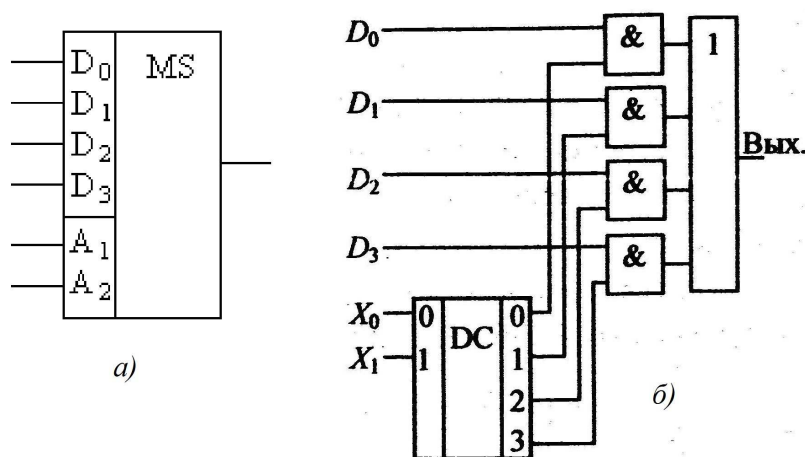 D₀ MS
D₁
D₂
D₃
A₁
A₂
а)
D₀ & 1
D₁ &
Вых.
D₂ &
D₃ &
X₀ 0 DC 0
X₁ 1 1
2
3
б)